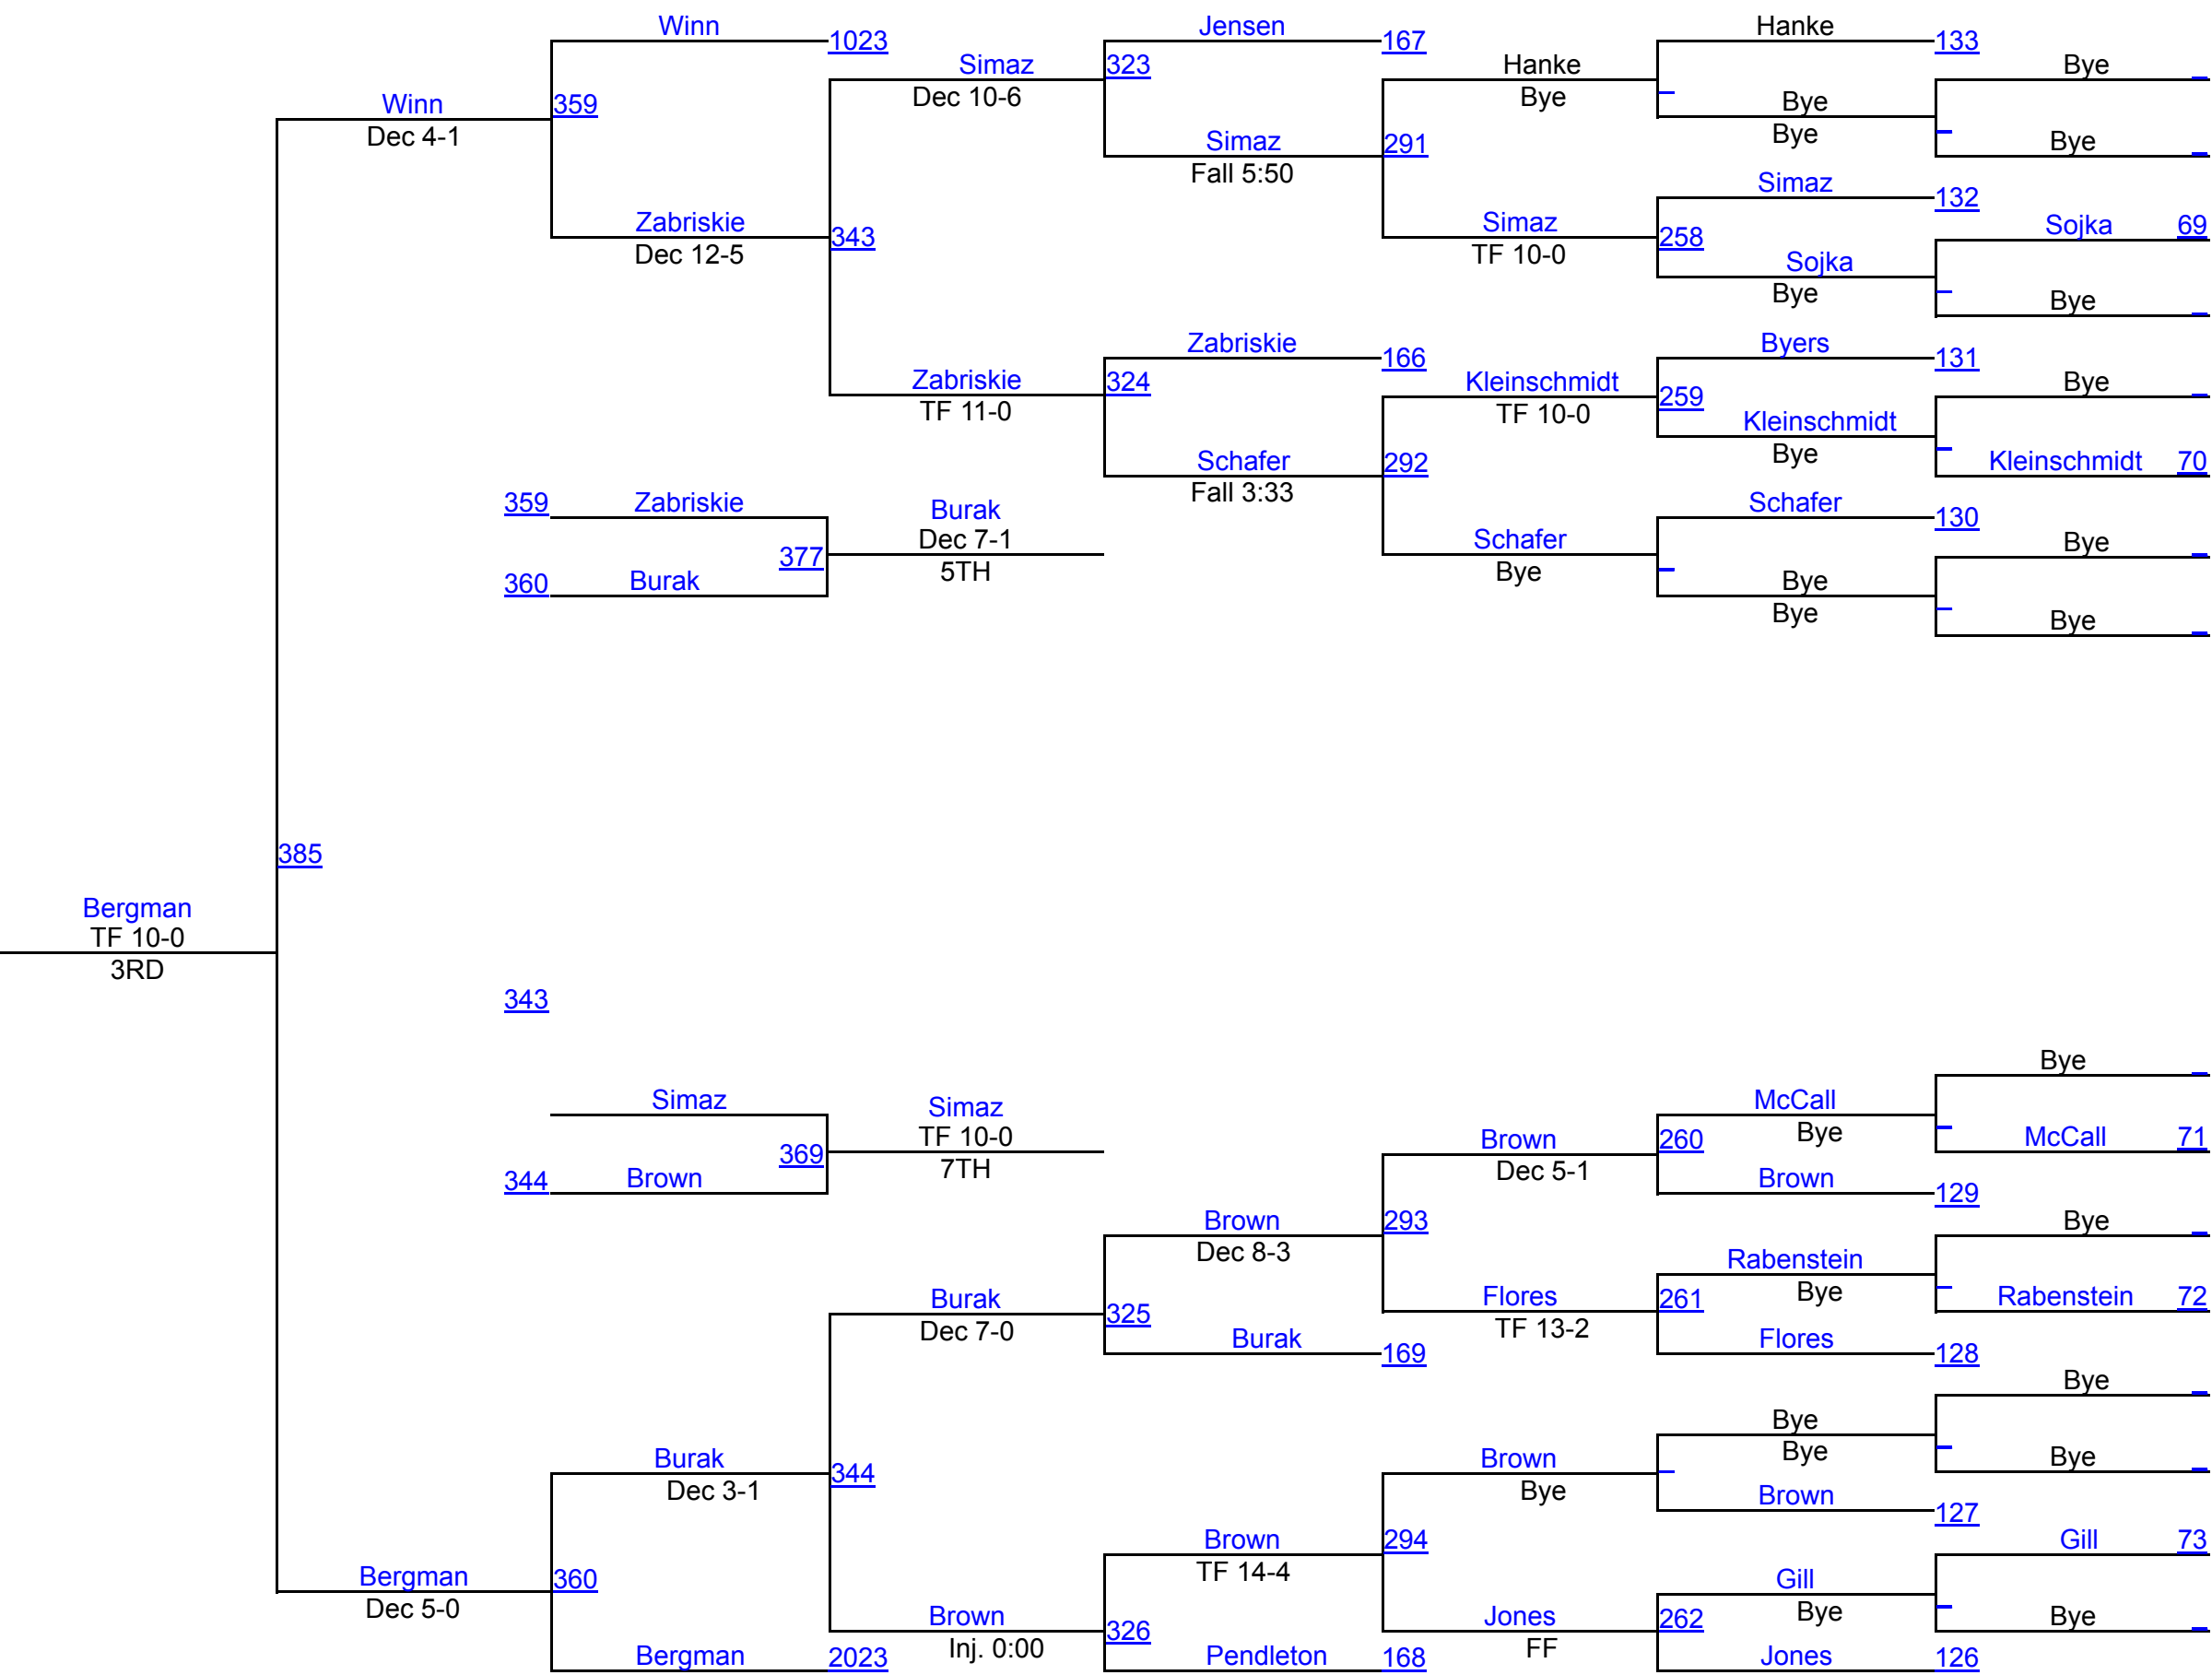 Winn
1023
Jensen
167
Hanke
133
Simaz
323
Dec 10-6
Hanke
Bye
Bye
Winn
359
Dec 4-1
Bye
Bye
Simaz
291
Fall 5:50
Bye
Simaz
132
Zabriskie
343
Dec 12-5
Simaz
258
TF 10-0
Sojka
69
Sojka
Bye
Bye
Zabriskie
166
Byers
131
Zabriskie
324
TF 11-0
Kleinschmidt
259
TF 10-0
Bye
Kleinschmidt
Bye
Schafer
292
Fall 3:33
Kleinschmidt
70
359
Zabriskie
Burak
Dec 7-1
5TH
377
360
Burak
Schafer
130
Schafer
Bye
Bye
Bye
Bye
Bye
385
Bergman
TF 10-0
3RD
343
Simaz
Simaz
TF 10-0
7TH
369
344
Brown
Bye
McCall
Bye
McCall
71
Brown
260
Dec 5-1
Brown
129
Brown
293
Dec 8-3
Bye
Rabenstein
Bye
Rabenstein
72
Burak
325
Dec 7-0
Flores
261
TF 13-2
Burak
169
Flores
128
Bye
Bye
Bye
Bye
Burak
344
Dec 3-1
Brown
Bye
Brown
127
Brown
294
TF 14-4
Gill
73
Bergman
360
Dec 5-0
Gill
Bye
Bye
Brown
326
Inj. 0:00
Jones
262
FF
Bergman
2023
Pendleton
168
Jones
126